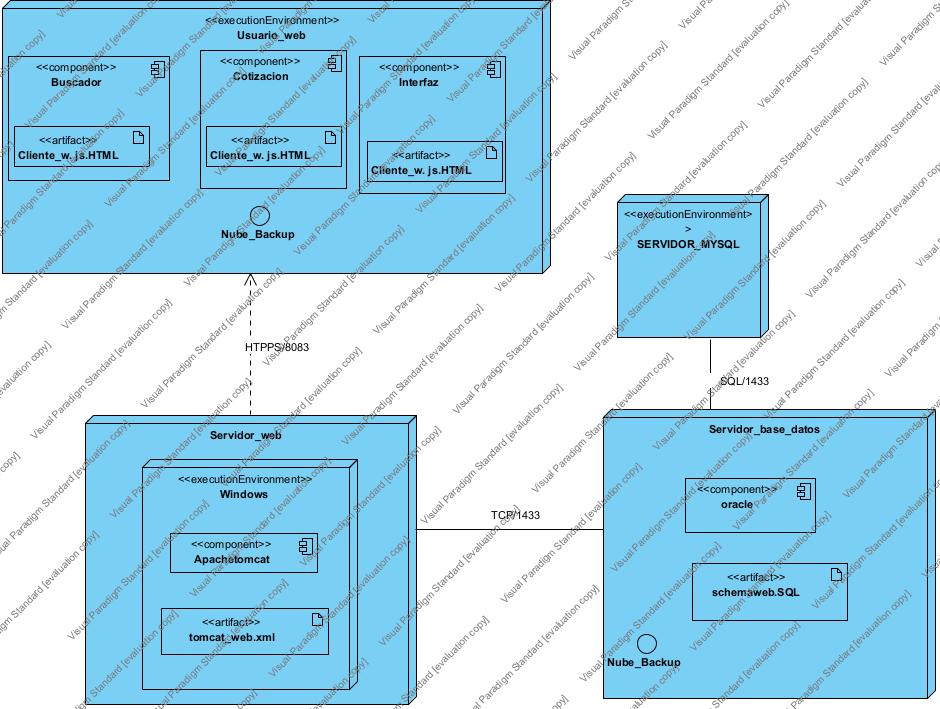 <<executionEnvironment>>
Usuario_web
<<component>>
Buscador
<<artifact>>
Cliente_w. js.HTML
<<component>>
Cotizacion
<<artifact>>
Cliente_w. js.HTML
<<component>>
Interfaz
<<artifact>>
Cliente_w. js.HTML
Nube_Backup
<<executionEnvironment>
>
SERVIDOR_MYSQL
HTPPS/8083
SQL/1433
Servidor_web
<<executionEnvironment>>
Windows
<<component>>
Apachetomcat
<<artifact>>
tomcat_web.xml
TCP/1433
Servidor_base_datos
<<component>>
oracle
<<artifact>>
schemaweb.SQL
Nube_Backup
Visual Paradigm Standard [evaluation copy]